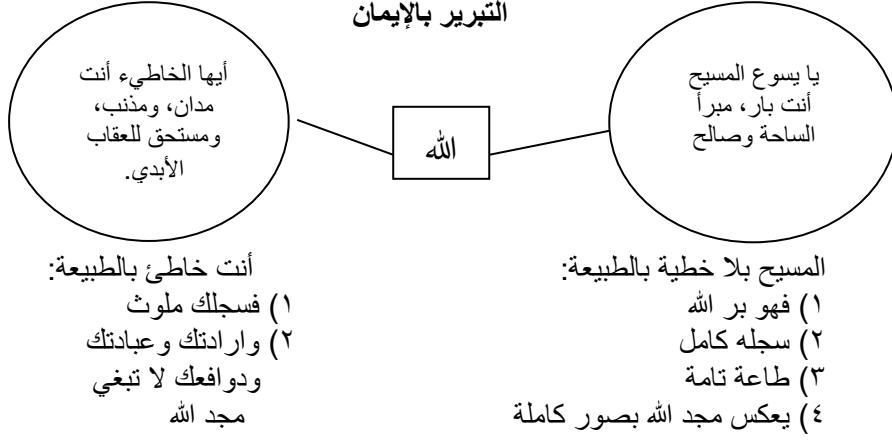 التبرير بالإيمان
يا يسوع المسيح
أنت بار، مبرأ
الساحة وصالح
الله
أيها الخاطيء أنت
مدان، ومذنب،
ومستحق للعقاب
الأبدي.
المسيح بلا خطية بالطبيعة:
١) فهو بر الله
٢) سجله كامل
٣) طاعة تامة
٤) يعكس مجد الله بصور كاملة
أنت خاطئ بالطبيعة:
١) فسجلك ملوث
٢) وارادتك وعبادتك
ودوافعك لا تبغي
مجد الله